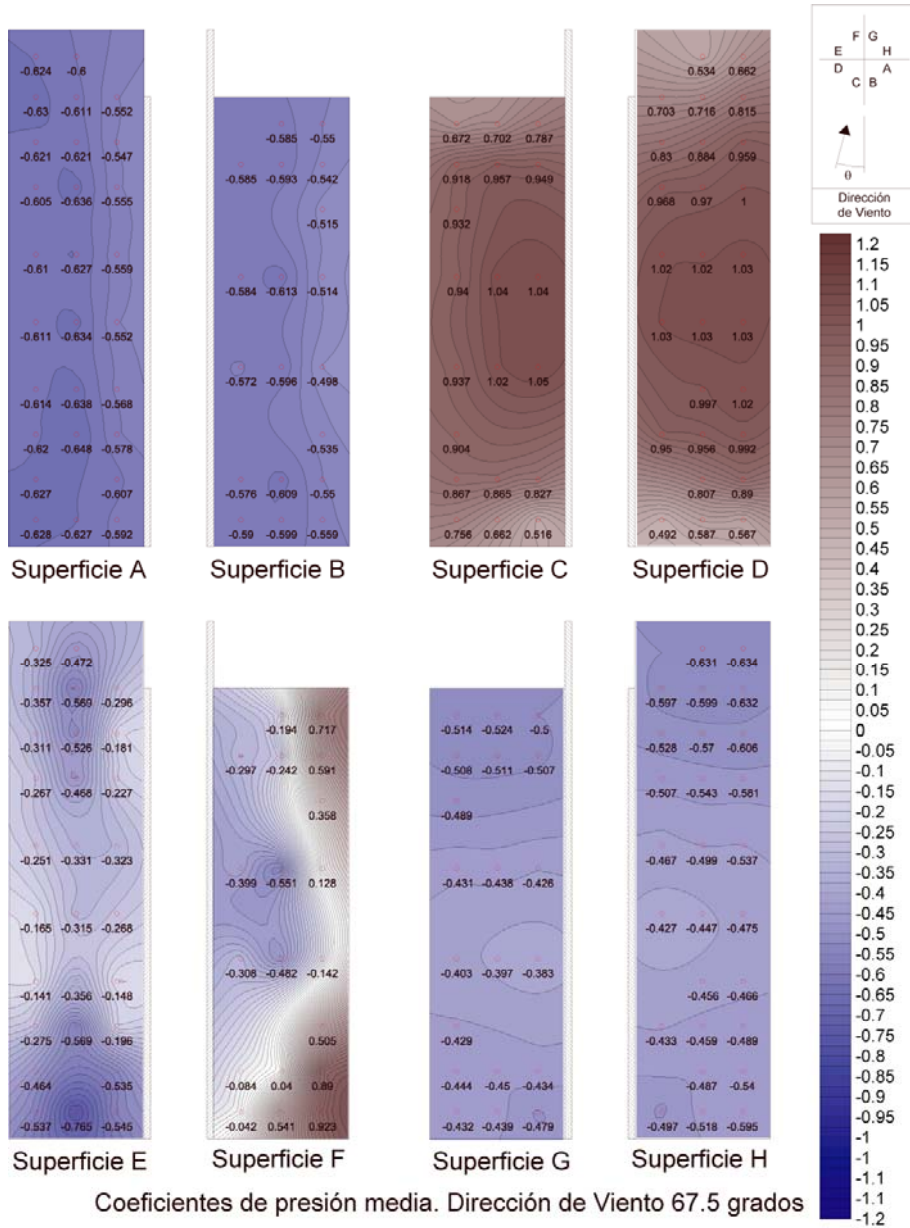 -0.624 -0.6
-0.63 -0.611 -0.552
-0.621 -0.621 -0.547
-0.605 -0.636 -0.555
-0.61 -0.627 -0.559
-0.611 -0.634 -0.552
-0.614 -0.638 -0.568
-0.62 -0.648 -0.578
-0.627 -0.607
-0.628 -0.627 -0.592
Superficie A
-0.585 -0.55
-0.585 -0.593 -0.542
-0.515
-0.584 -0.613 -0.514
-0.572 -0.596 -0.498
-0.535
-0.576 -0.609 -0.55
-0.59 -0.599 -0.559
Superficie B
0.672 0.702 0.787
0.918 0.957 0.949
0.932
0.94 1.04 1.04
0.937 1.02 1.05
0.904
0.867 0.865 0.827
0.756 0.662 0.516
Superficie C
0.534 0.662
0.703 0.716 0.815
0.83 0.884 0.959
0.968 0.97 1
1.02 1.02 1.03
1.03 1.03 1.03
0.997 1.02
0.95 0.956 0.992
0.807 0.89
0.492 0.587 0.567
Superficie D
F G
E H
D A
C B
θ
Dirección
de Viento
-0.325 -0.472
-0.357 -0.569 -0.296
-0.311 -0.526 -0.181
-0.267 -0.468 -0.227
-0.251 -0.331 -0.323
-0.165 -0.315 -0.268
-0.141 -0.356 -0.148
-0.275 -0.569 -0.196
-0.464 -0.535
-0.537 -0.765 -0.545
Superficie E
-0.194 0.717
-0.297 -0.242 0.591
0.358
-0.399 -0.551 0.128
-0.308 -0.482 -0.142
0.505
-0.084 0.04 0.89
-0.042 0.541 0.923
Superficie F
-0.514 -0.524 -0.5
-0.508 -0.511 -0.507
-0.489
-0.431 -0.438 -0.426
-0.403 -0.397 -0.383
-0.429
-0.444 -0.45 -0.434
-0.432 -0.439 -0.479
Superficie G
-0.631 -0.634
-0.597 -0.599 -0.632
-0.528 -0.57 -0.606
-0.507 -0.543 -0.581
-0.467 -0.499 -0.537
-0.427 -0.447 -0.475
-0.456 -0.466
-0.433 -0.459 -0.489
-0.487 -0.54
-0.497 -0.518 -0.595
Superficie H
1.2
1.15
1.1
1.05
1
0.95
0.9
0.85
0.8
0.75
0.7
0.65
0.6
0.55
0.5
0.45
0.4
0.35
0.3
0.25
0.2
0.15
0.1
0.05
0
-0.05
-0.1
-0.15
-0.2
-0.25
-0.3
-0.35
-0.4
-0.45
-0.5
-0.55
-0.6
-0.65
-0.7
-0.75
-0.8
-0.85
-0.9
-0.95
-1
-1.1
-1.1
-1.2
Coeficientes de presión media. Dirección de Viento 67.5 grados